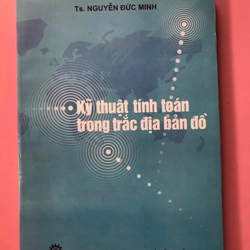 Ts. NGUYỄN ĐỨC MINH
Kỹ thuật tính toán
trong trắc địa bản đồ